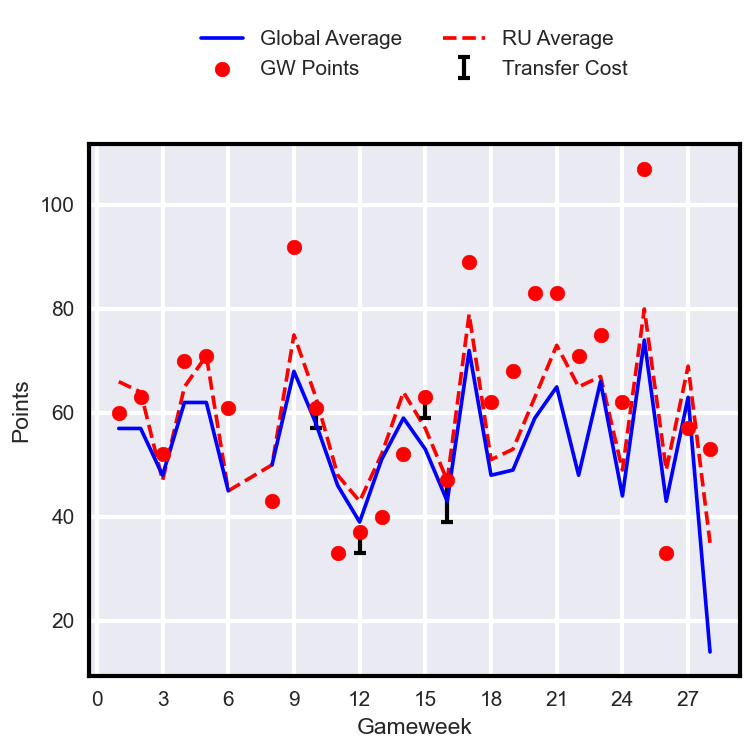 Global Average RU Average
GW Points Transfer Cost
100
80
60
40
20
Points
0 3 6 9 12 15 18 21 24 27
Gameweek